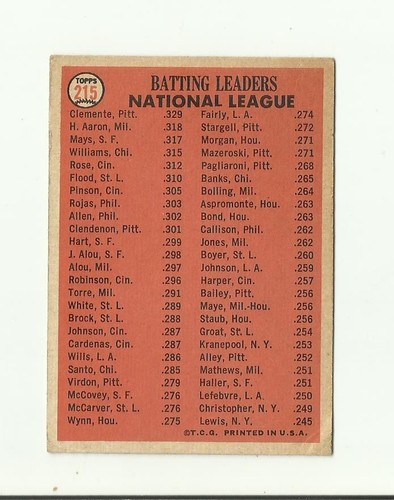 TOPPS
215
BATTING LEADERS
NATIONAL LEAGUE
Clemente, Pitt. .329
H. Aaron, Mil. .318
Mays, S. F. .317
Williams, Chi. .315
Rose, Cin. .312
Flood, St. L. .310
Pinson, Cin. .305
Rojas, Phil. .303
Allen, Phil. .302
Clendenon, Pitt. .301
Hart, S. F. .299
J. Alou, S. F. .298
Alou, Mil. .297
Robinson, Cin. .296
Torre, Mil. .291
White, St. L. .289
Brock, St. L. .288
Johnson, Cin. .287
Cardenas, Cin. .287
Wills, L. A. .286
Santo, Chi. .285
Virdon, Pitt. .279
McCovey, S. F. .276
McCarver, St. L. .276
Wynn, Hou. .275
Fairly, L. A. .274
Stargell, Pitt. .272
Morgan, Hou. .271
Mazeroski, Pitt. .271
Pagliaroni, Pitt. .268
Banks, Chi. .265
Bolling, Mil. .264
Aspromonte, Hou. .263
Bond, Hou. .263
Callison, Phil. .262
Jones, Mil. .262
Boyer, St. L. .260
Johnson, L. A. .259
Harper, Cin. .257
Bailey, Pitt. .256
Maye, Mil.-Hou. .256
Staub, Hou. .256
Groat, St. L. .254
Kranepool, N. Y. .253
Alley, Pitt. .252
Mathews, Mil. .251
Haller, S. F. .251
Lefebvre, L. A. .250
Christopher, N. Y. .249
Lewis, N. Y. .245
©T.C.G. PRINTED IN U.S.A.